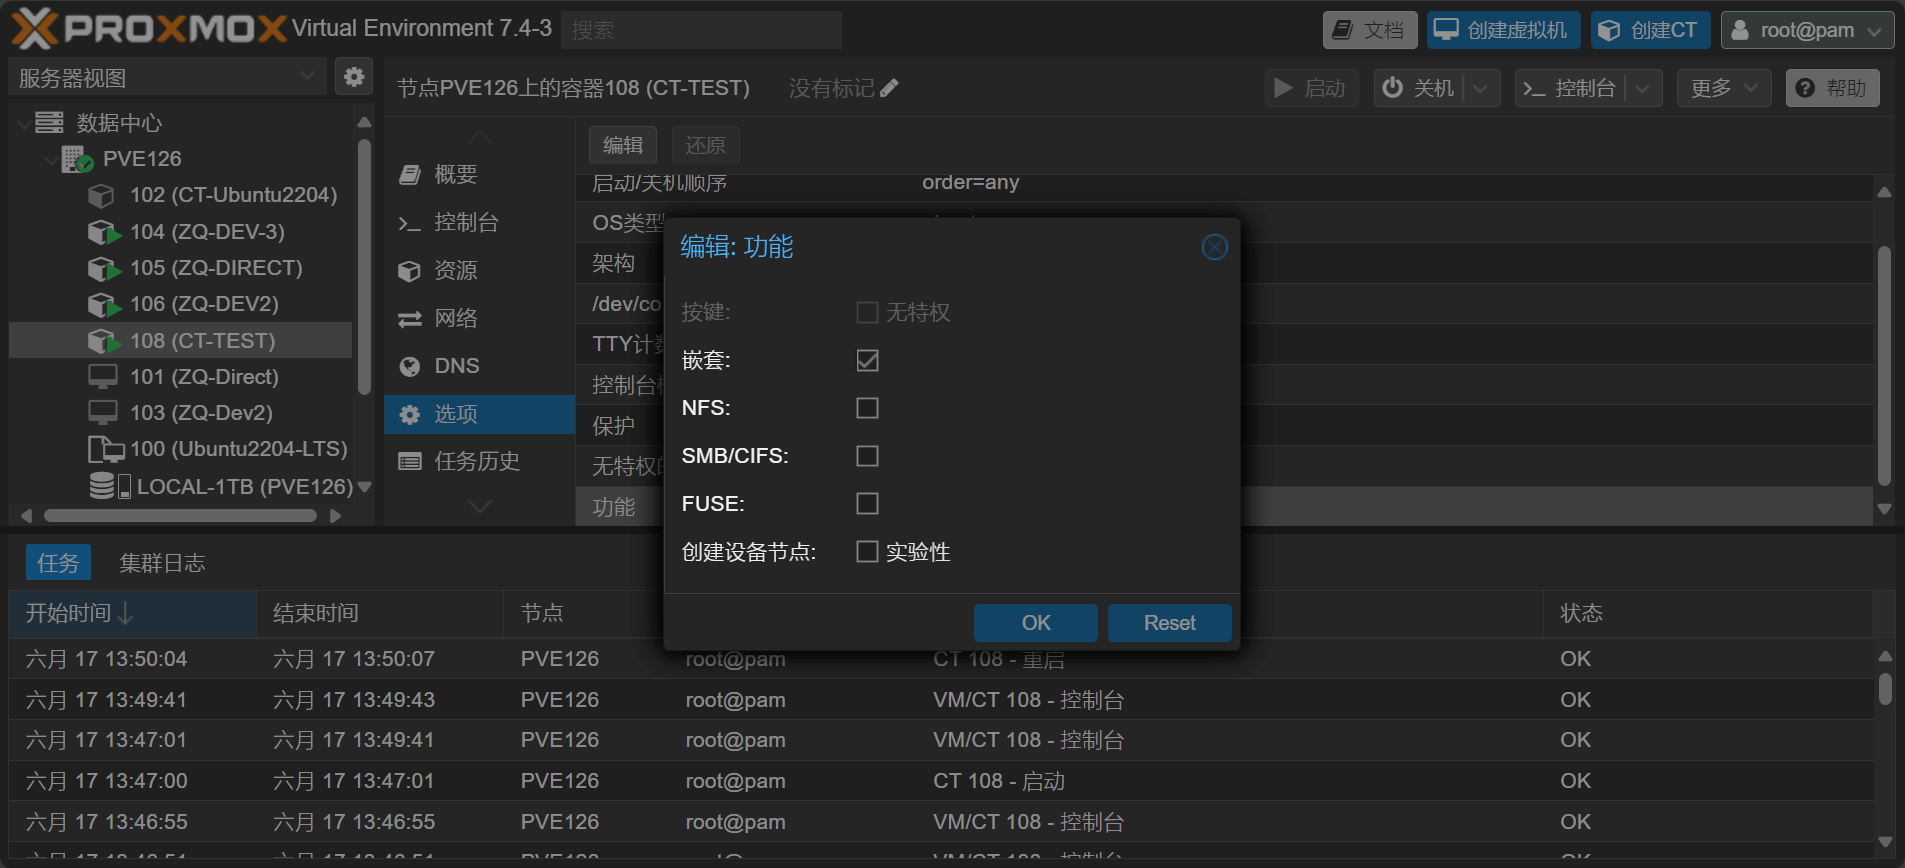 PROXMOX Virtual Environment 7.4-3 搜索 文档 创建虚拟机 创建CT root@pam
服务器视图
节点PVE126上的容器108 (CT-TEST) 没有标记 启动 关机 控制台 更多 帮助
数据中心
PVE126
102 (CT-Ubuntu2204)
104 (ZQ-DEV-3)
105 (ZQ-DIRECT)
106 (ZQ-DEV2)
108 (CT-TEST)
101 (ZQ-Direct)
103 (ZQ-Dev2)
100 (Ubuntu2204-LTS)
LOCAL-1TB (PVE126)
概要
控制台
资源
网络
DNS
选项
任务历史
编辑 还原
启动/关机顺序 order=any
OS类型
架构
/dev/co
TTY计数
控制台
保护
无特权的
功能
编辑: 功能
按键: 无特权
嵌套:
NFS:
SMB/CIFS:
FUSE:
创建设备节点: 实验性
OK Reset
任务 集群日志
开始时间 结束时间 节点 状态
六月 17 13:50:04 六月 17 13:50:07 PVE126 root@pam CT 108 - 重启 OK
六月 17 13:49:41 六月 17 13:49:43 PVE126 root@pam VM/CT 108 - 控制台 OK
六月 17 13:47:01 六月 17 13:49:41 PVE126 root@pam VM/CT 108 - 控制台 OK
六月 17 13:47:00 六月 17 13:47:01 PVE126 root@pam CT 108 - 启动 OK
六月 17 13:46:55 六月 17 13:46:55 PVE126 root@pam VM/CT 108 - 控制台 OK